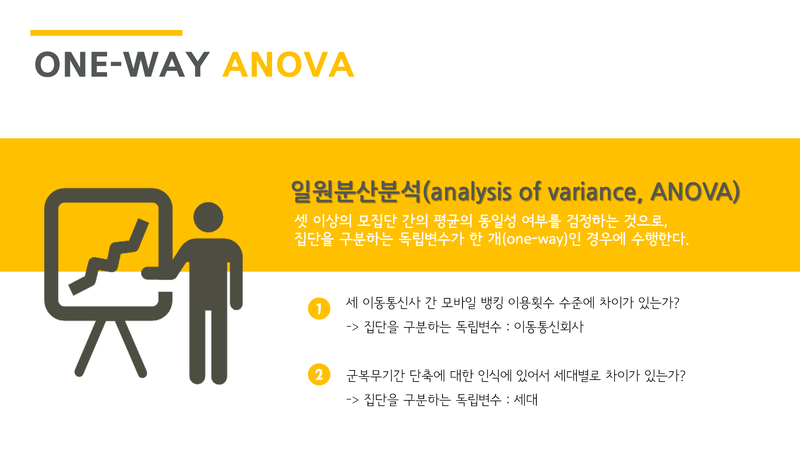 ONE-WAY ANOVA
일원분산분석(analysis of variance, ANOVA)
셋 이상의 모집단 간의 평균의 동일성 여부를 검정하는 것으로,
집단을 구분하는 독립변수가 한 개(one-way)인 경우에 수행한다.
1 세 이동통신사 간 모바일 뱅킹 이용횟수 수준에 차이가 있는가?
-> 집단을 구분하는 독립변수 : 이동통신회사
2 군복무기간 단축에 대한 인식에 있어서 세대별로 차이가 있는가?
-> 집단을 구분하는 독립변수 : 세대